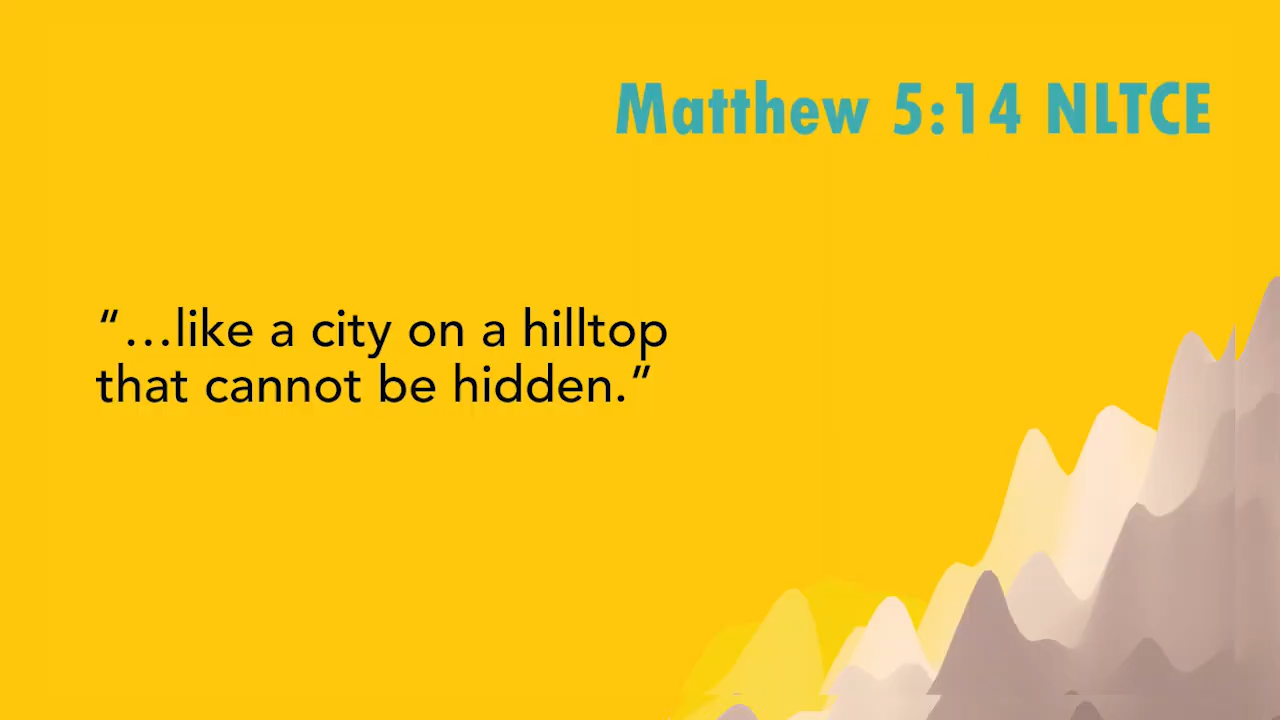 Matthew 5:14 NLTCE
“…like a city on a hilltop
that cannot be hidden.”